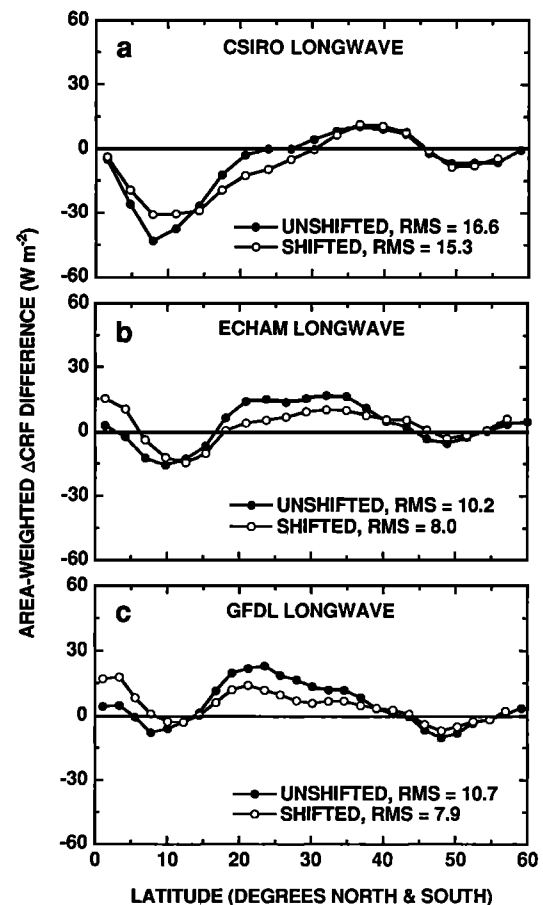 AREA-WEIGHTED ΔCRF DIFFERENCE (W m-2)
60
a
CSIRO LONGWAVE
30
0
-30
UNSHIFTED, RMS = 16.6
SHIFTED, RMS = 15.3
-60
60
b
ECHAM LONGWAVE
30
0
-30
UNSHIFTED, RMS = 10.2
SHIFTED, RMS = 8.0
-60
60
c
GFDL LONGWAVE
30
0
-30
UNSHIFTED, RMS = 10.7
SHIFTED, RMS = 7.9
-60
0 10 20 30 40 50 60
LATITUDE (DEGREES NORTH & SOUTH)